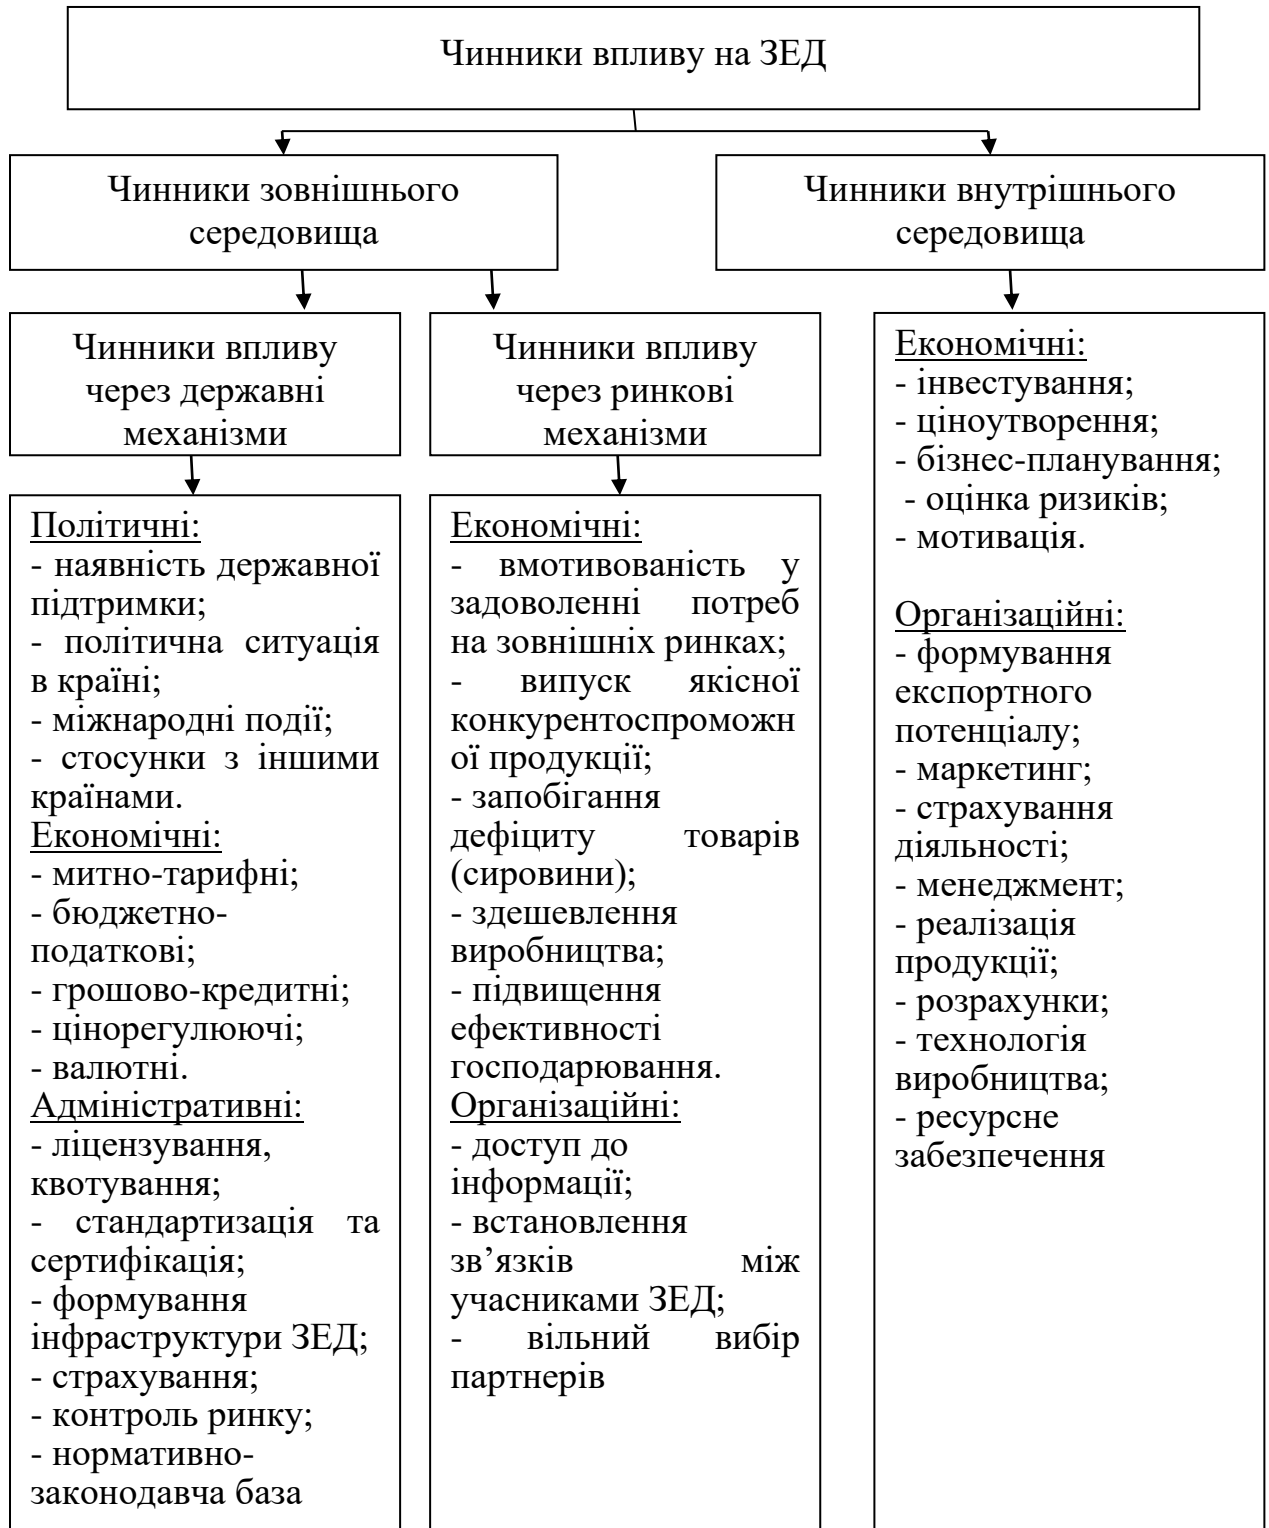 Чинники впливу на ЗЕД
Чинники зовнішнього
середовища
Чинники внутрішнього
середовища
Чинники впливу
через державні
механізми
Чинники впливу
через ринкові
механізми
Політичні:
- наявність державної
підтримки;
- політична ситуація
в країні;
- міжнародні події;
- стосунки з іншими
країнами.
Економічні:
- митно-тарифні;
- бюджетно-
податкові;
- грошово-кредитні;
- цінорегулюючі;
- валютні.
Адміністративні:
- ліцензування,
квотування;
- стандартизація та
сертифікація;
- формування
інфраструктури ЗЕД;
- страхування;
- контроль ринку;
- нормативно-
законодавча база
Економічні:
- вмотивованість у
задоволенні потреб
на зовнішніх ринках;
- випуск якісної
конкурентоспроможн
ої продукції;
- запобігання
дефіциту товарів
(сировини);
- здешевлення
виробництва;
- підвищення
ефективності
господарювання.
Організаційні:
- доступ до
інформації;
- встановлення
зв’язків між
учасниками ЗЕД;
- вільний вибір
партнерів
Економічні:
- інвестування;
- ціноутворення;
- бізнес-планування;
- оцінка ризиків;
- мотивація.
Організаційні:
- формування
експортного
потенціалу;
- маркетинг;
- страхування
діяльності;
- менеджмент;
- реалізація
продукції;
- розрахунки;
- технологія
виробництва;
- ресурсне
забезпечення